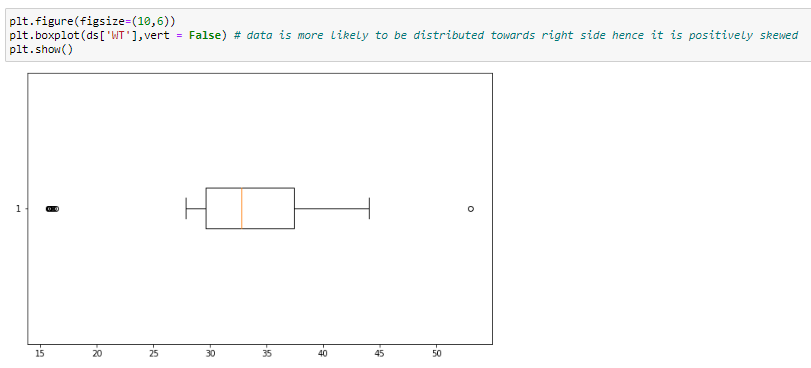 plt.figure(figsize=(10,6))
plt.boxplot(ds['WT'],vert = False) # data is more likely to be distributed towards right side hence it is positively skewed
plt.show()
1
15 20 25 30 35 40 45 50